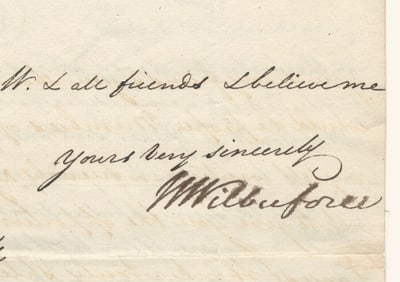 W. & all friends & believe me
yours very sincerely
W Wilberforce